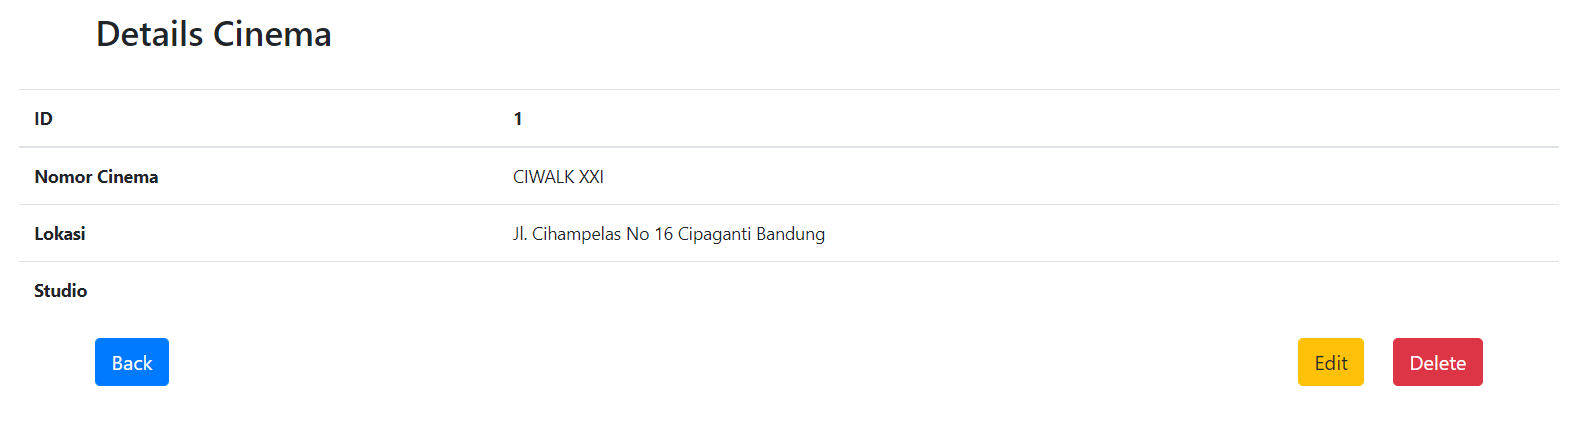 Details Cinema
ID 1
Nomor Cinema CIWALK XXI
Lokasi Jl. Cihampelas No 16 Cipaganti Bandung
Studio
Back Edit Delete